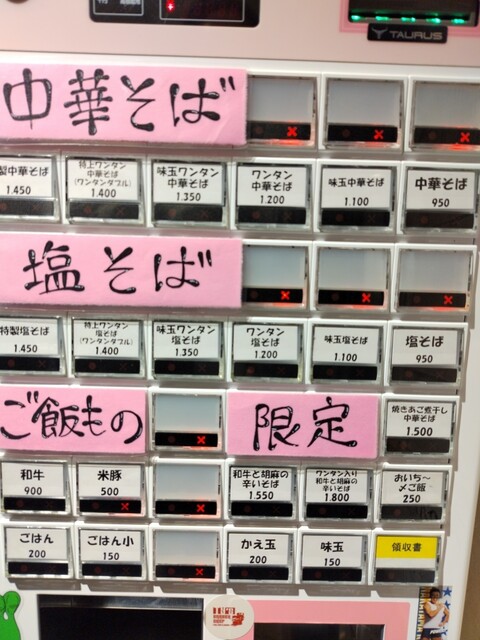 TAURUS
中華そば
製中華そば
1.450
特上ワンタン
中華そば
(ワンタンダブル)
1.400
味玉ワンタン
中華そば
1.350
ワンタン
中華そば
1.200
味玉中華そば
1.100
中華そば
950
塩そば
特製塩そば
1.450
特上ワンタン
塩そば
(ワンタンダブル)
1.400
味玉ワンタン
塩そば
1.350
ワンタン
塩そば
1.200
味玉塩そば
1.100
塩そば
950
ご飯もの
限定
焼きあご煮干し
中華そば
1.500
和牛
900
米豚
500
和牛と胡麻の
辛いそば
1.550
ワンタン入り
和牛と胡麻の
辛いそば
1.800
おいち～
〆ご飯
250
ごはん
200
ごはん小
150
かえ玉
200
味玉
150
領収書